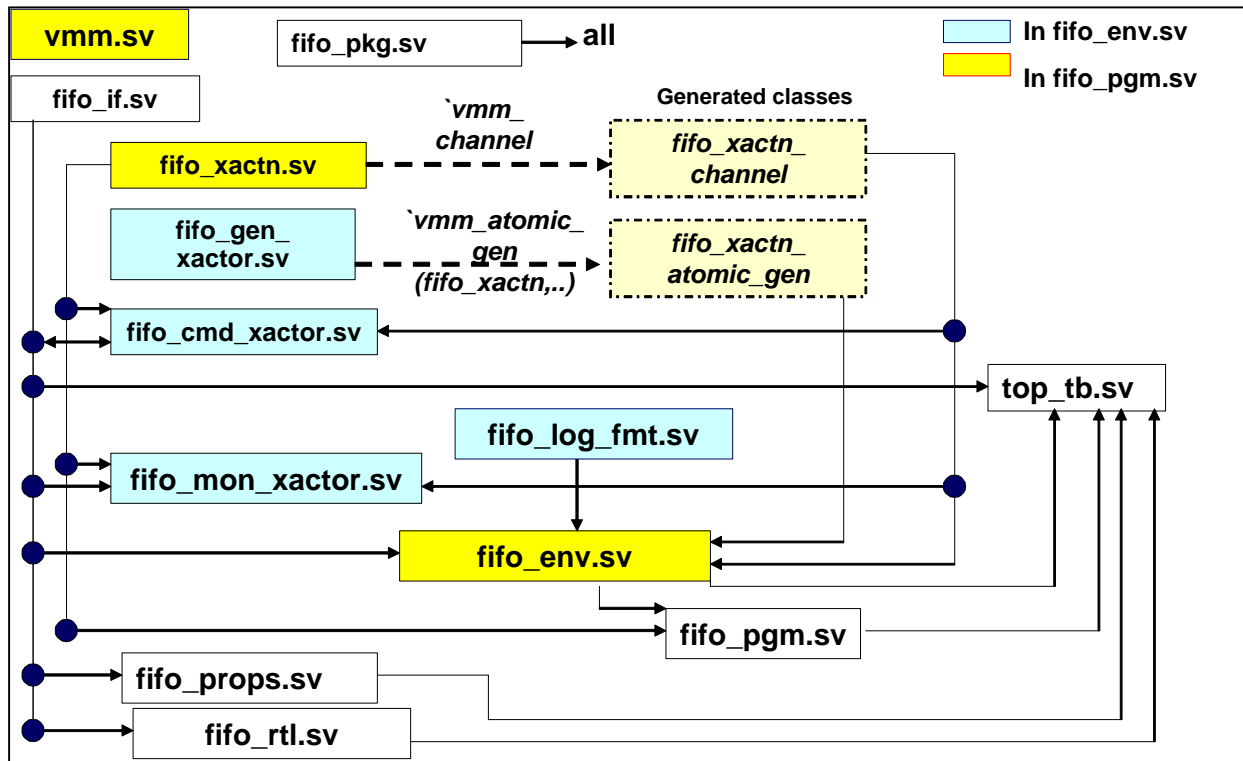 vmm.sv
fifo_pkg.sv
all
In fifo_env.sv
In fifo_pgm.sv
fifo_if.sv
Generated classes
`vmm_
channel
fifo_xactn.sv
fifo_xactn_
channel
fifo_gen_
xactor.sv
`vmm_atomic_
gen
(fifo_xactn,..)
fifo_xactn_
atomic_gen
fifo_cmd_xactor.sv
top_tb.sv
fifo_log_fmt.sv
fifo_mon_xactor.sv
fifo_env.sv
fifo_pgm.sv
fifo_props.sv
fifo_rtl.sv